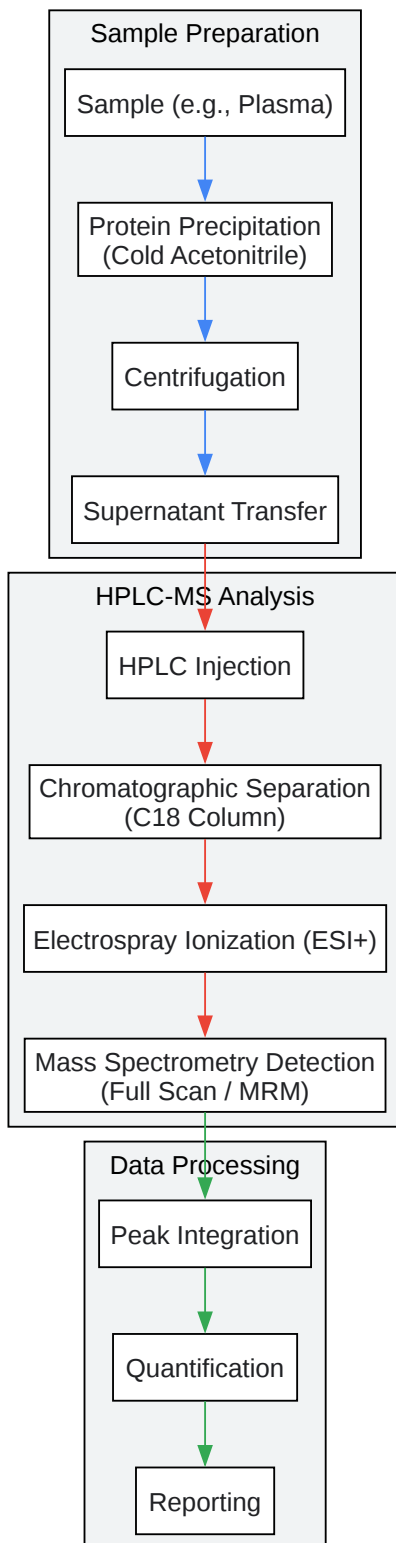 Sample Preparation
Sample (e.g., Plasma)
Protein Precipitation
(Cold Acetonitrile)
Centrifugation
Supernatant Transfer
HPLC-MS Analysis
HPLC Injection
Chromatographic Separation
(C18 Column)
Electrospray Ionization (ESI+)
Mass Spectrometry Detection
(Full Scan / MRM)
Data Processing
Peak Integration
Quantification
Reporting